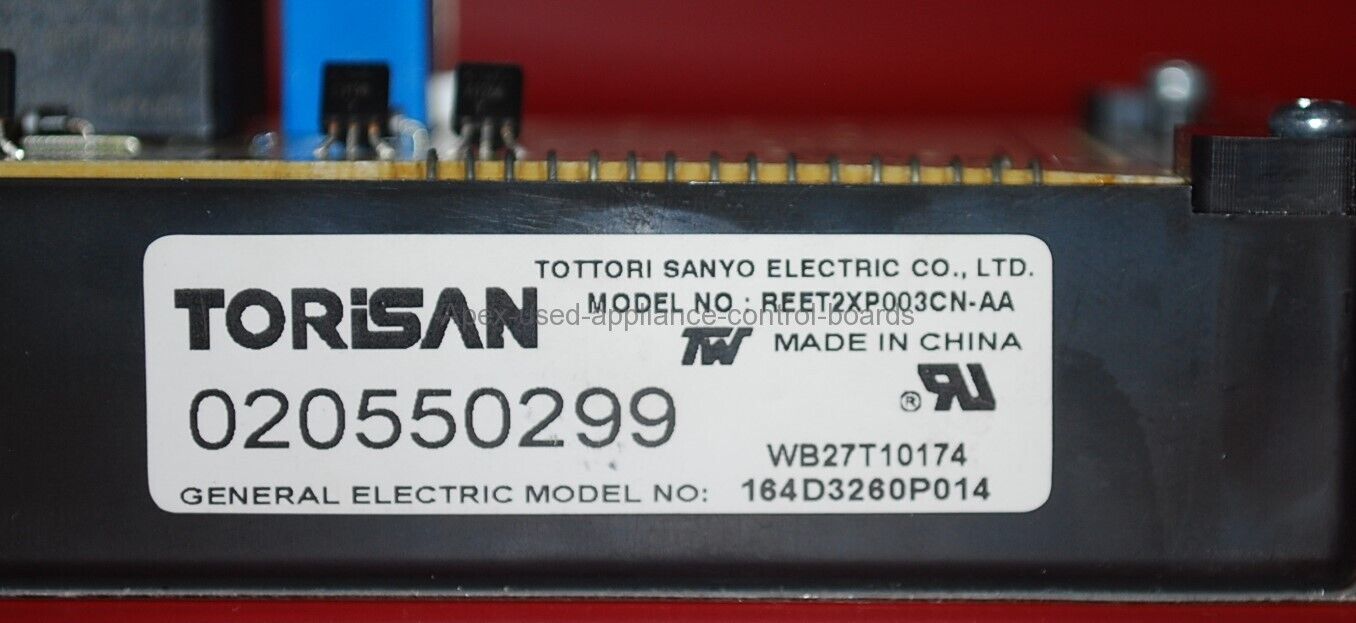 TOTTORI SANYO ELECTRIC CO., LTD.
TORiSAN
MODEL NO : REET2XP003CN-AA
Apex-used-appliance-control-boards
MADE IN CHINA
020550299
®
WB27T10174
GENERAL ELECTRIC MODEL NO: 164D3260P014